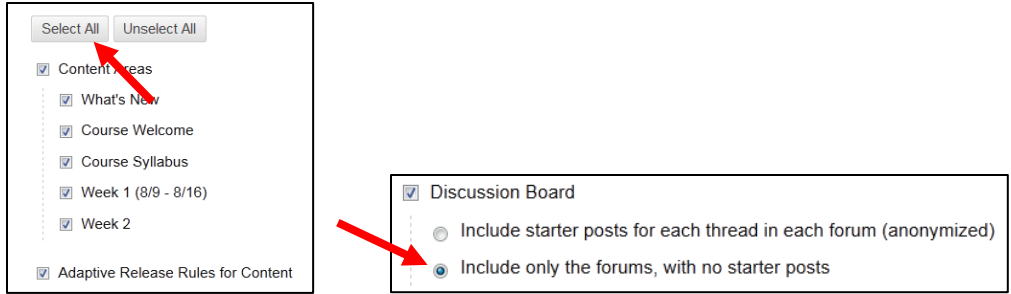 Select All Unselect All
Content Areas
What's New
Course Welcome
Course Syllabus
Week 1 (8/9 - 8/16)
Week 2
Adaptive Release Rules for Content
Discussion Board
Include starter posts for each thread in each forum (anonymized)
Include only the forums, with no starter posts